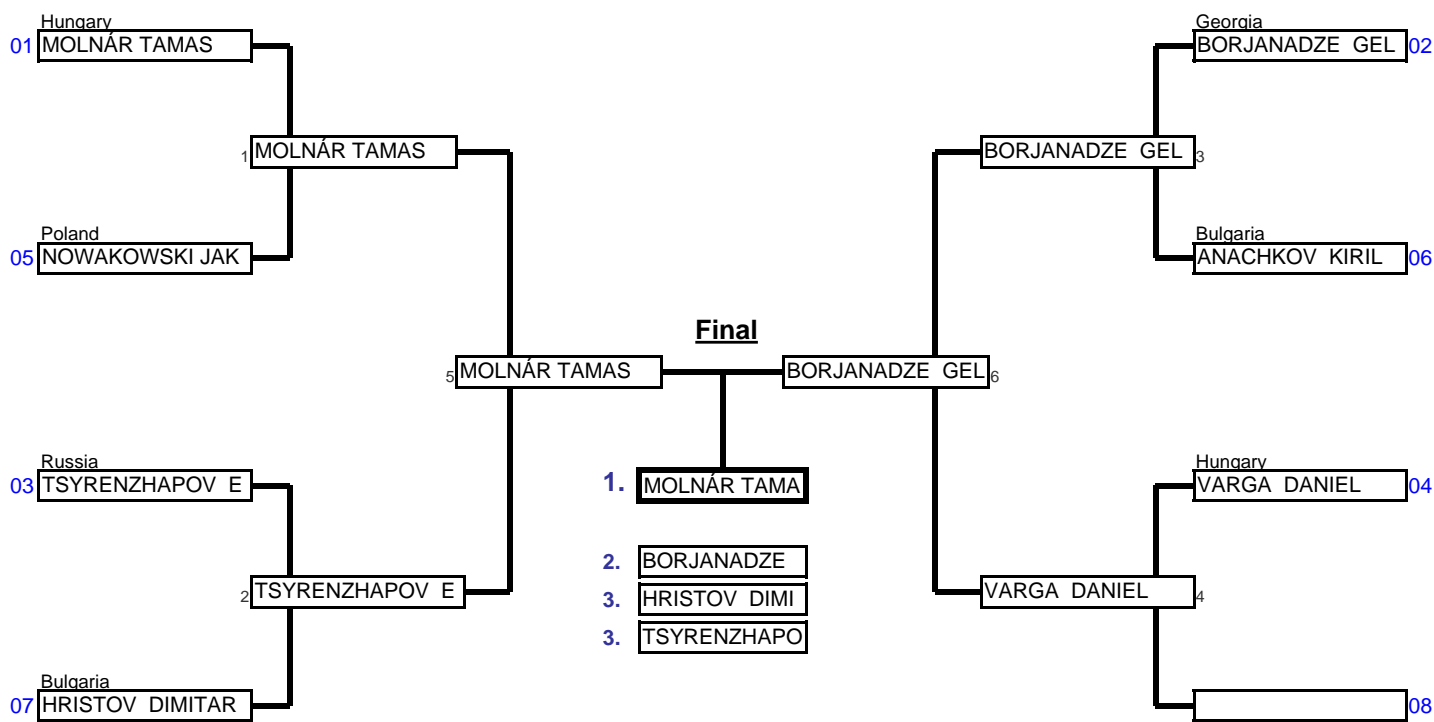 Hungary
01 MOLNÁR TAMAS
Georgia
BORJANADZE GEL 02
1 MOLNÁR TAMAS
BORJANADZE GEL 3
Poland
05 NOWAKOWSKI JAK
Bulgaria
ANACHKOV KIRIL 06
Final
5 MOLNÁR TAMAS
BORJANADZE GEL 6
Russia
03 TSYRENZHAPOV E
1. MOLNÁR TAMA
Hungary
VARGA DANIEL 04
2. BORJANADZE
3. HRISTOV DIMI
3. TSYRENZHAPO
2 TSYRENZHAPOV E
VARGA DANIEL 4
Bulgaria
07 HRISTOV DIMITAR
08